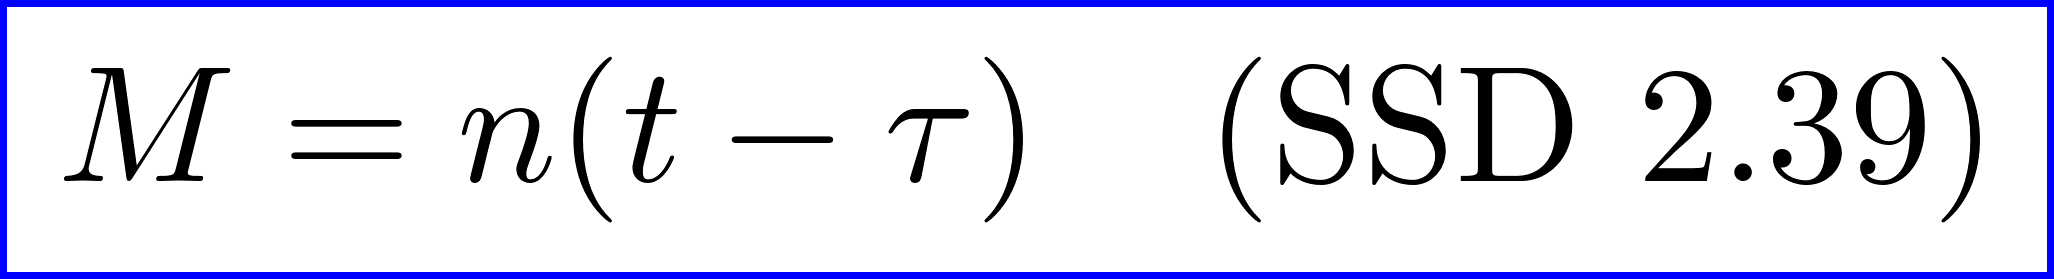 M = n(t − τ) (SSD 2.39)